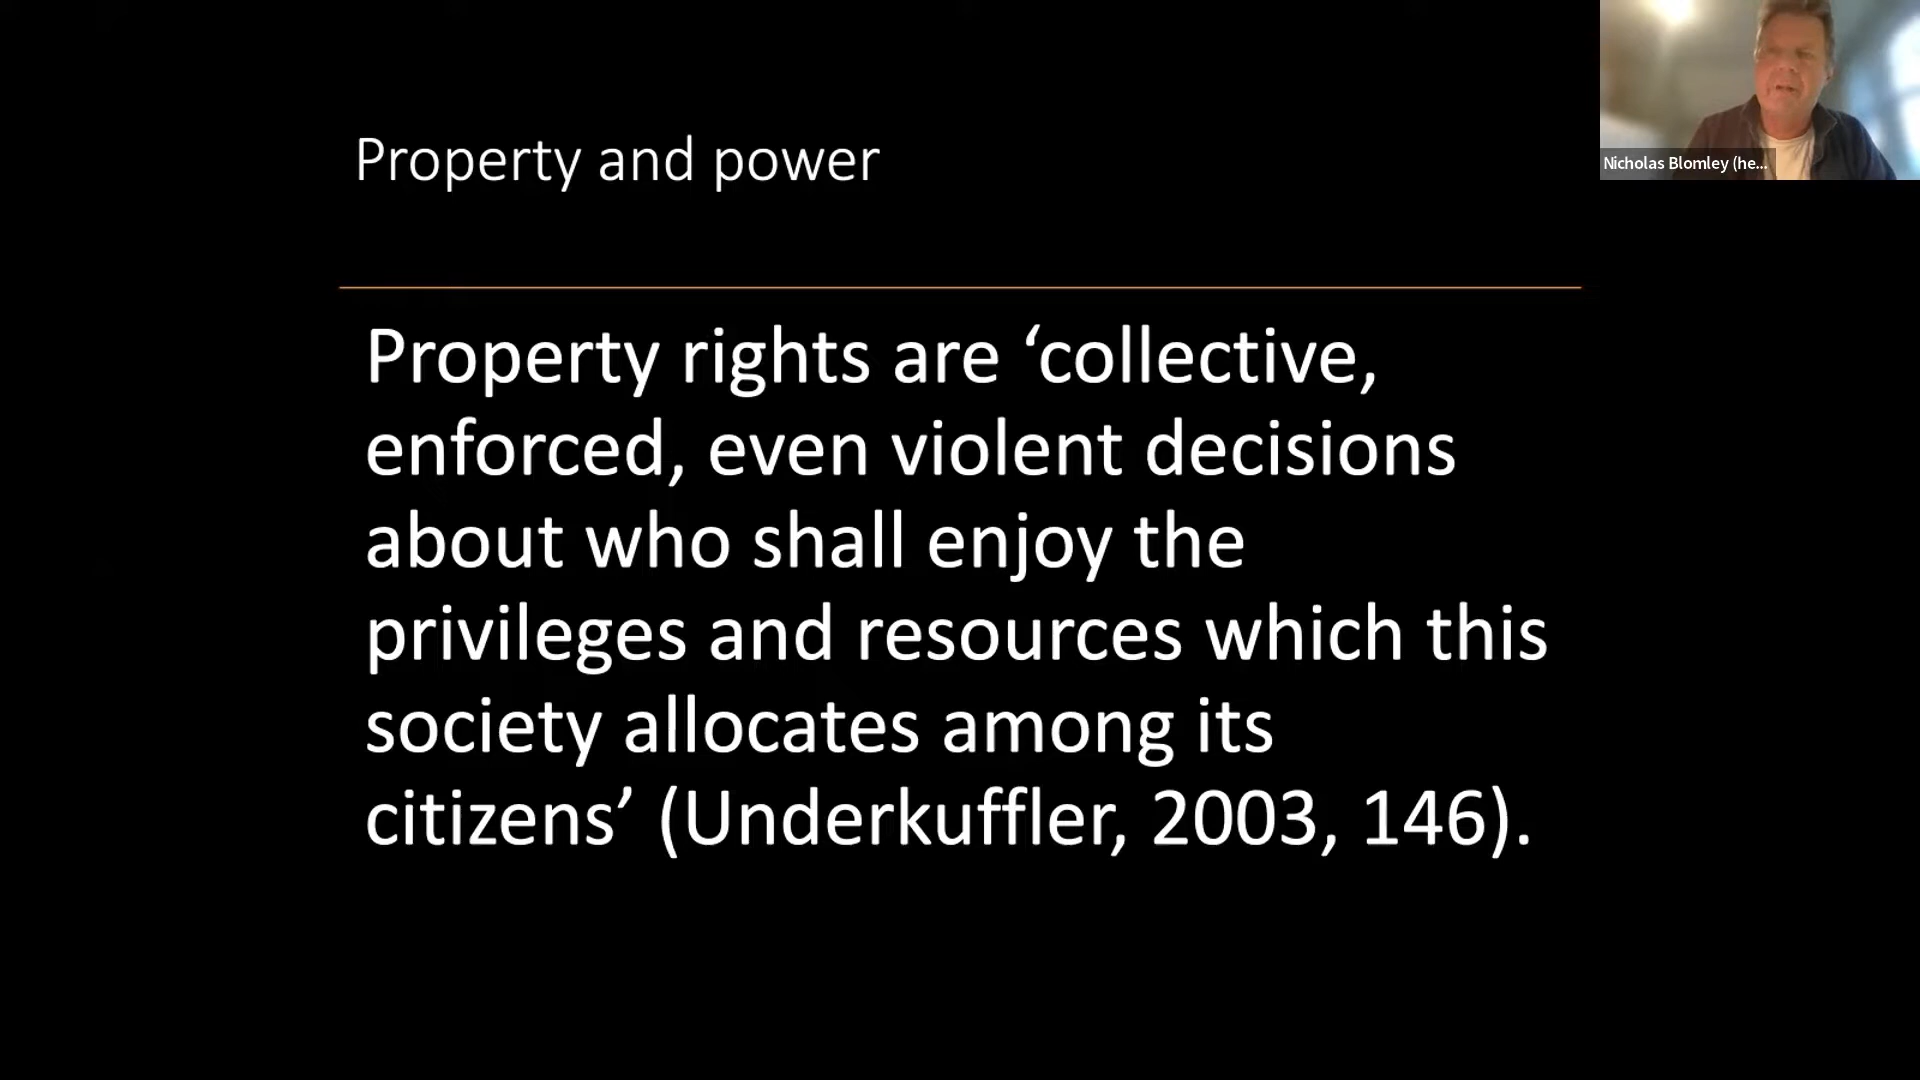 Property and power
Nicholas Blomley (he...
Property rights are ‘collective,
enforced, even violent decisions
about who shall enjoy the
privileges and resources which this
society allocates among its
citizens’ (Underkuffler, 2003, 146).